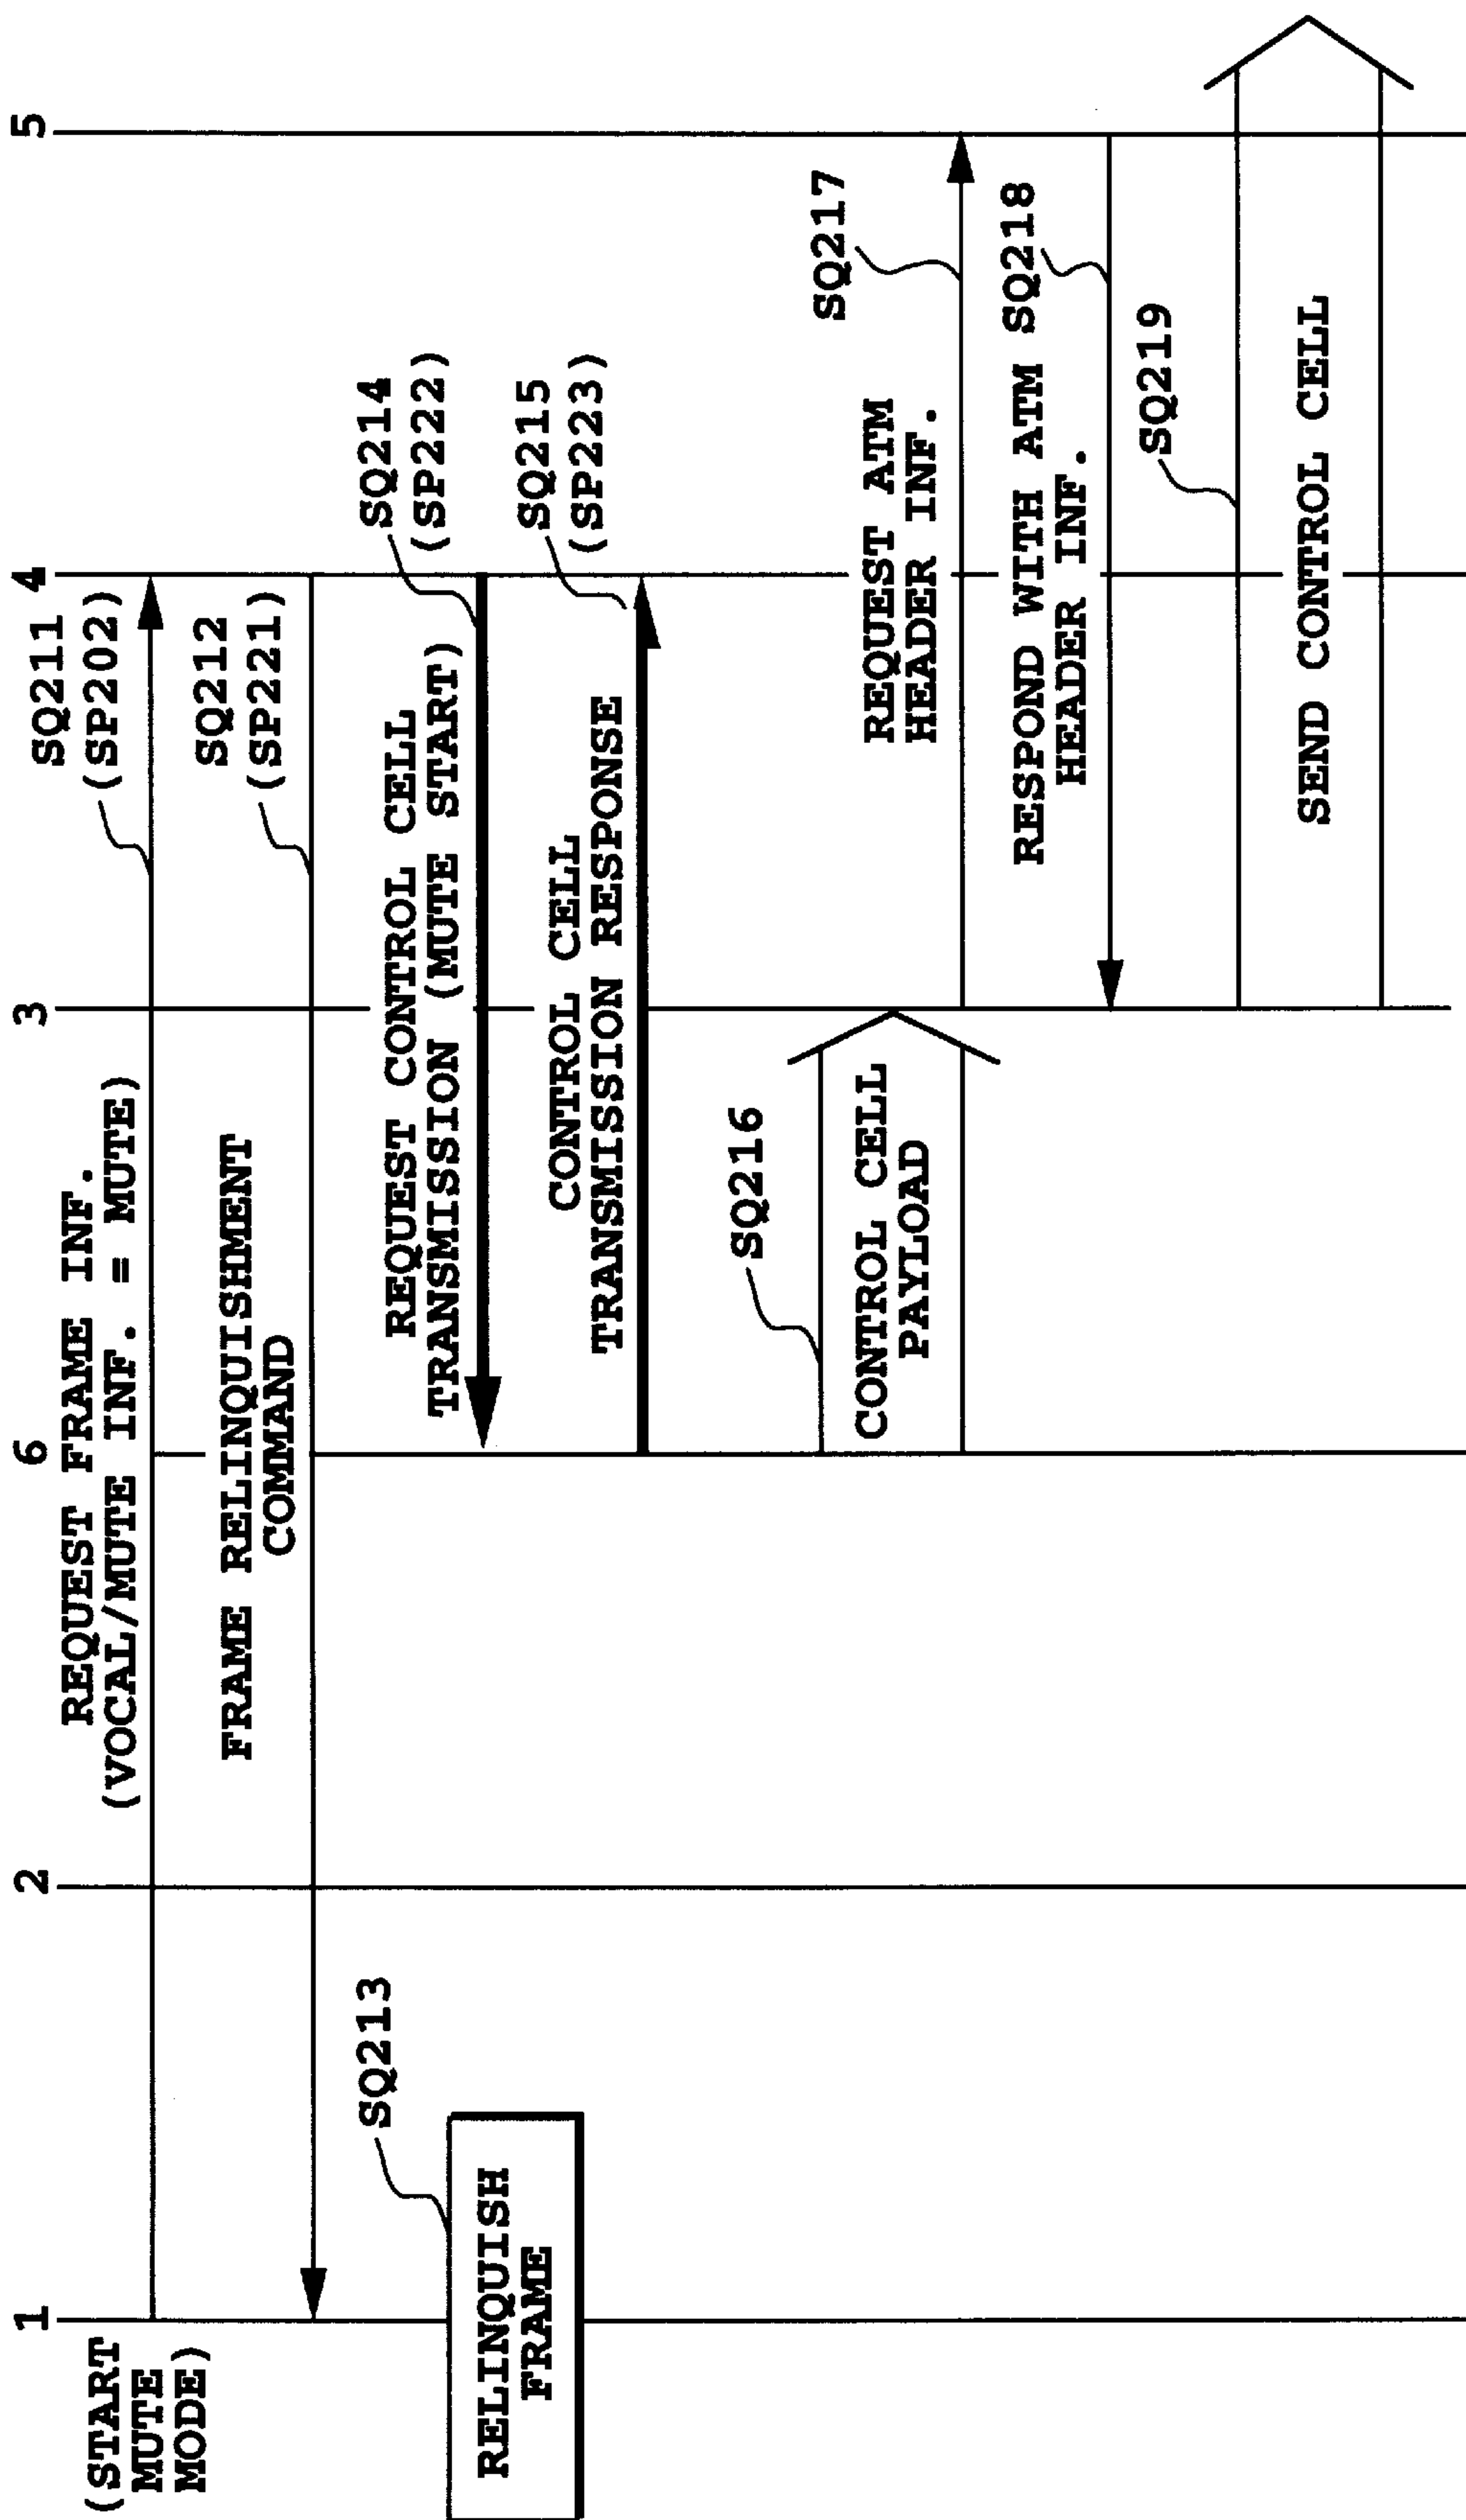 1
2
6
3
4
5
(START
MUTE
MODE)
REQUEST FRAME INF.
(VOCAL/MUTE INF. = MUTE)
SQ211
(SP202)
FRAME RELINQUISHMENT
COMMAND
SQ212
(SP221)
SQ213
RELINQUISH
FRAME
REQUEST CONTROL CELL
TRANSMISSION (MUTE START)
SQ214
(SP222)
CONTROL CELL
TRANSMISSION RESPONSE
SQ215
(SP223)
SQ216
CONTROL CELL
PAYLOAD
SQ217
REQUEST ATM
HEADER INF.
RESPOND WITH ATM
HEADER INF.
SQ218
SQ219
SEND CONTROL CELL